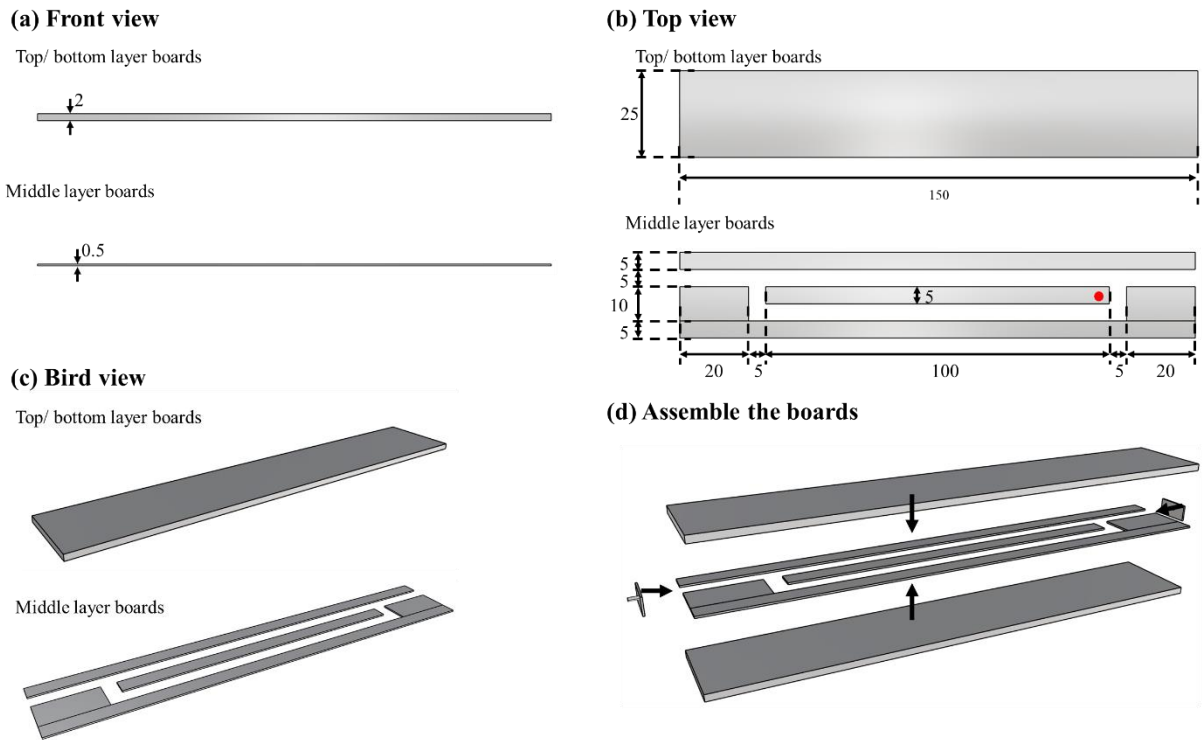 (a) Front view
Top/ bottom layer boards
2
Middle layer boards
0.5
(b) Top view
Top/ bottom layer boards
25
150
Middle layer boards
5
5
10
5
5
20
5
100
5
20
(c) Bird view
Top/ bottom layer boards
Middle layer boards
(d) Assemble the boards